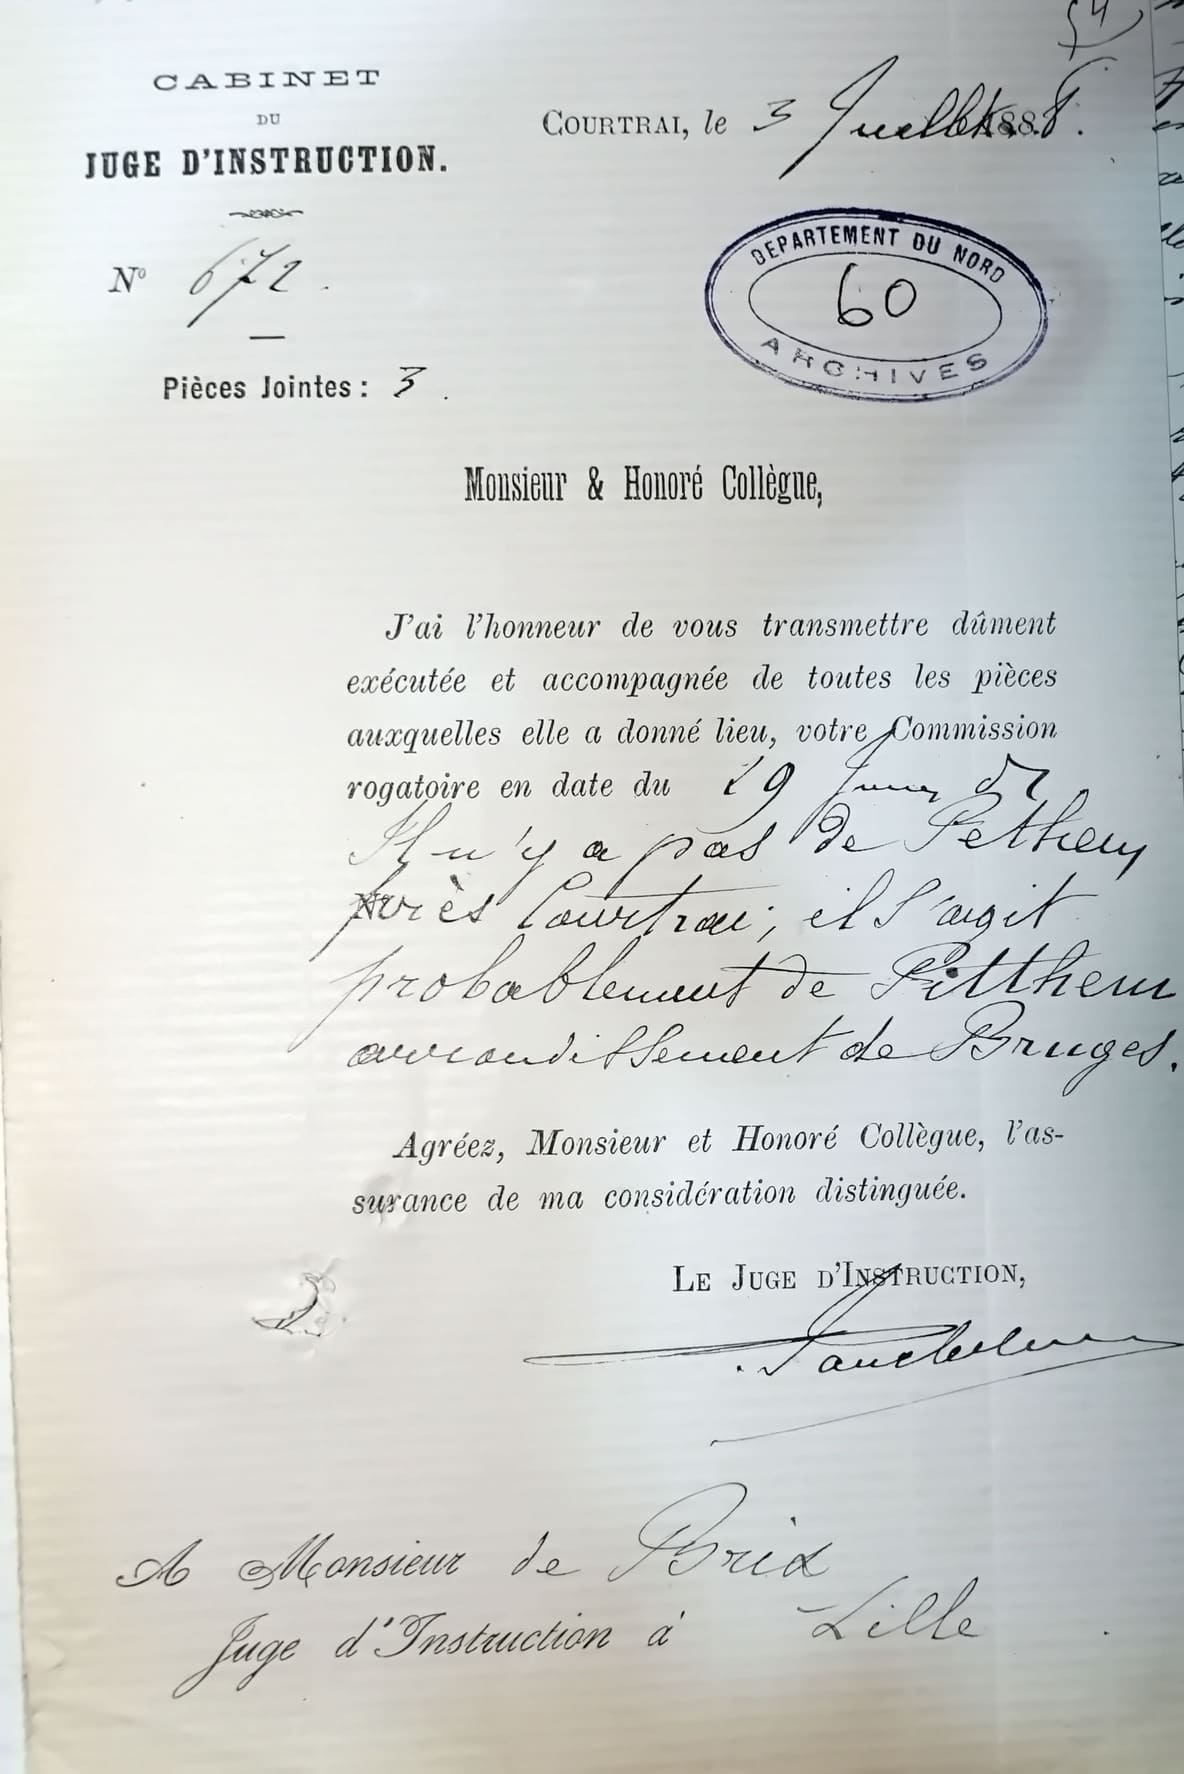 54
CABINET
DU
JUGE D'INSTRUCTION.
COURTRAI, le 3 Juillet 1888.
N° 672.
DEPARTEMENT DU NORD
60
ARCHIVES
Pièces Jointes : 3.
Monsieur & Honoré Collègue,
J'ai l'honneur de vous transmettre dûment
exécutée et accompagnée de toutes les pièces
auxquelles elle a donné lieu, votre Commission
rogatoire en date du 29 Juin
Il n'y a pas de Pethem
près Courtrai; il s'agit
probablement de Pitthem
arrondissement de Bruges.
Agréez, Monsieur et Honoré Collègue, l'as-
surance de ma considération distinguée.
LE JUGE D'INSTRUCTION,
A Monsieur de Brix
Juge d'Instruction à Lille